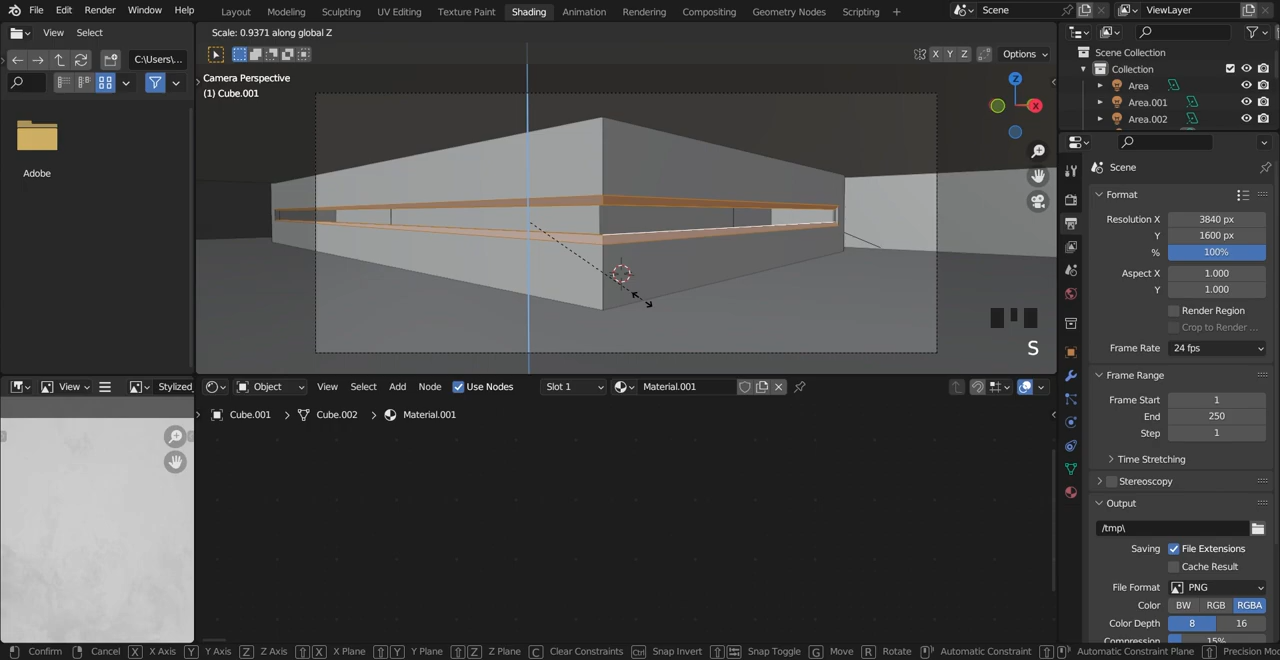 File Edit Render Window Help
Layout Modeling Sculpting UV Editing Texture Paint Shading Animation Rendering Compositing Geometry Nodes Scripting +
Scene
ViewLayer
View Select
Scale: 0.9371 along global Z
C:\Users\...
X Y Z
Options
Camera Perspective
(1) Cube.001
Z
X
Adobe
S
Scene Collection
Collection
Area
Area.001
Area.002
Scene
Format
Resolution X 3840 px
Y 1600 px
% 100%
Aspect X 1.000
Y 1.000
Render Region
Crop to Render ...
Frame Rate 24 fps
Frame Range
Frame Start 1
End 250
Step 1
Time Stretching
Stereoscopy
Output
/tmp\
Saving File Extensions
Cache Result
File Format PNG
Color BW RGB RGBA
Color Depth 8 16
Compression 15%
View
Stylized_
Object View Select Add Node Use Nodes Slot 1 Material.001
Cube.001 > Cube.002 > Material.001
Confirm Cancel X X Axis Y Y Axis Z Z Axis X X Plane Y Y Plane Z Z Plane C Clear Constraints Ctrl Snap Invert Snap Toggle G Move R Rotate Automatic Constraint Automatic Constraint Plane Precision Mo